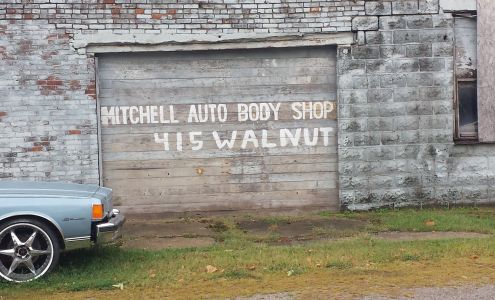 MITCHELL AUTO BODY SHOP
415 WALNUT